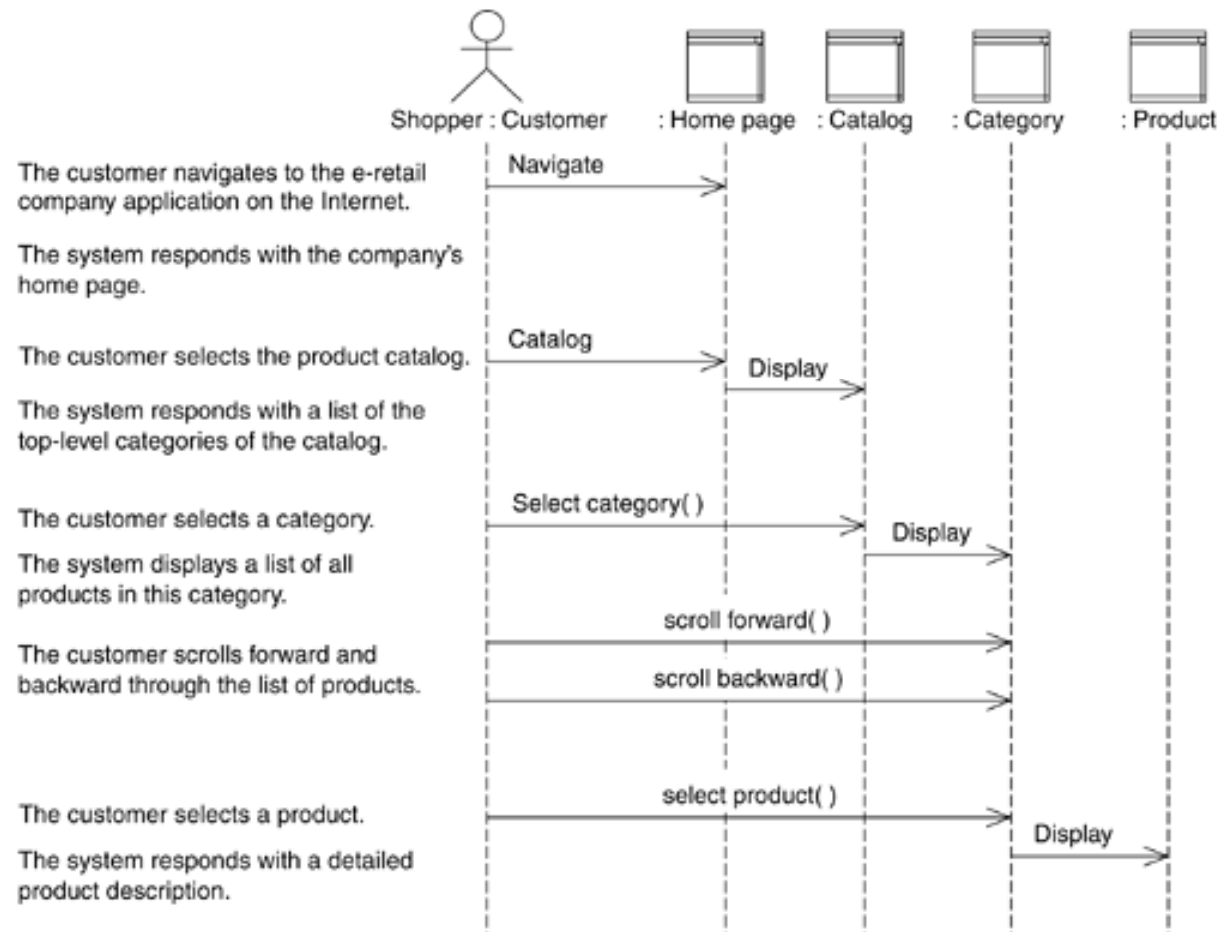 Shopper : Customer
: Home page
: Catalog
: Category
: Product
The customer navigates to the e-retail
company application on the Internet.
Navigate
The system responds with the company's
home page.
The customer selects the product catalog.
Catalog
Display
The system responds with a list of the
top-level categories of the catalog.
The customer selects a category.
Select category( )
Display
The system displays a list of all
products in this category.
scroll forward( )
The customer scrolls forward and
backward through the list of products.
scroll backward( )
The customer selects a product.
select product( )
Display
The system responds with a detailed
product description.